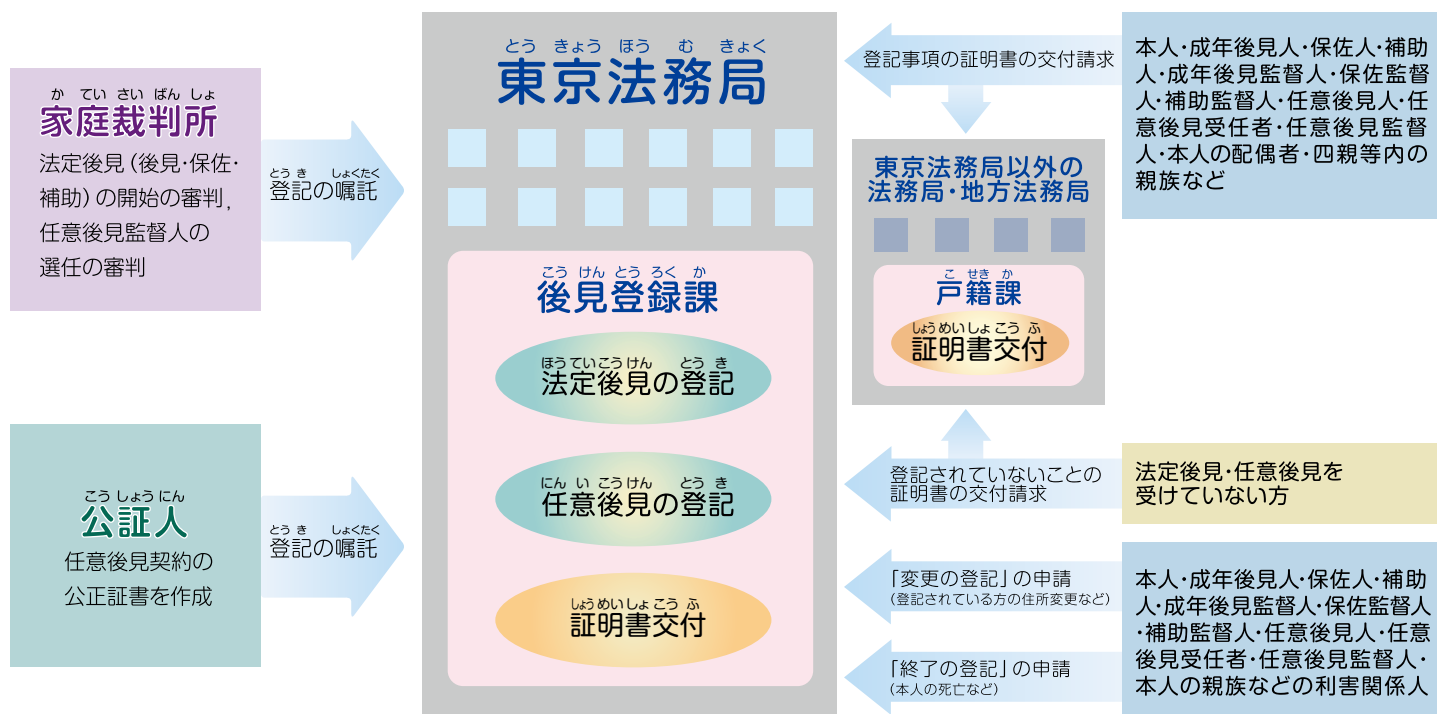 か てい さい ばん しょ
家庭裁判所
法定後見（後見・保佐・
補助）の開始の審判，
任意後見監督人の
選任の審判
とう き しょくたく
登記の嘱託
こう しょう にん
公証人
任意後見契約の
公正証書を作成
とう き しょくたく
登記の嘱託
とう きょう ほう む きょく
東京法務局
こう けん とう ろく か
後見登録課
ほう てい こう けん とう き
法定後見の登記
にん い こう けん とう き
任意後見の登記
しょう めい しょ こう ふ
証明書交付
登記事項の証明書の交付請求
東京法務局以外の
法務局・地方法務局
こ せき か
戸籍課
しょう めい しょ こう ふ
証明書交付
登記されていないことの
証明書の交付請求
「変更の登記」の申請
（登記されている方の住所変更など）
「終了の登記」の申請
（本人の死亡など）
本人・成年後見人・保佐人・補助
人・成年後見監督人・保佐監督
人・補助監督人・任意後見人・任
意後見受任者・任意後見監督
人・本人の配偶者・四親等内の
親族など
法定後見・任意後見を
受けていない方
本人・成年後見人・保佐人・補助
人・成年後見監督人・保佐監督人
・補助監督人・任意後見人・任意
後見受任者・任意後見監督人・
本人の親族などの利害関係人